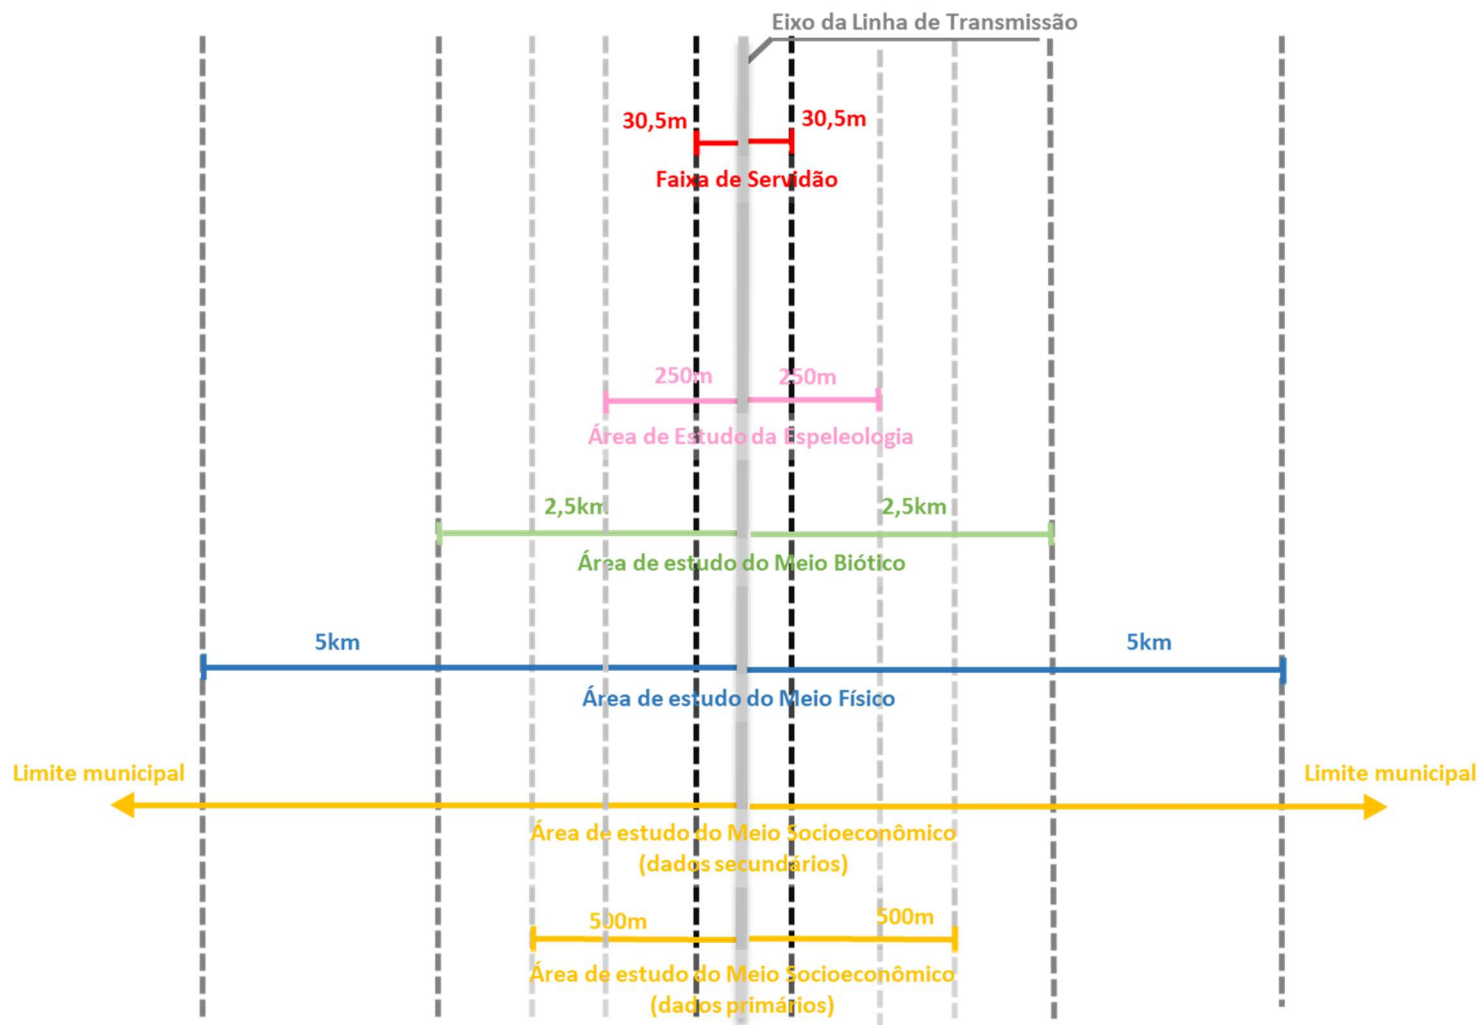 Eixo da Linha de Transmissão
30,5m 30,5m
Faixa de Servidão
250m 250m
Área de Estudo da Espeleologia
2,5km 2,5km
Área de estudo do Meio Biótico
5km 5km
Área de estudo do Meio Físico
Limite municipal Limite municipal
Área de estudo do Meio Socioeconômico
(dados secundários)
500m 500m
Área de estudo do Meio Socioeconômico
(dados primários)